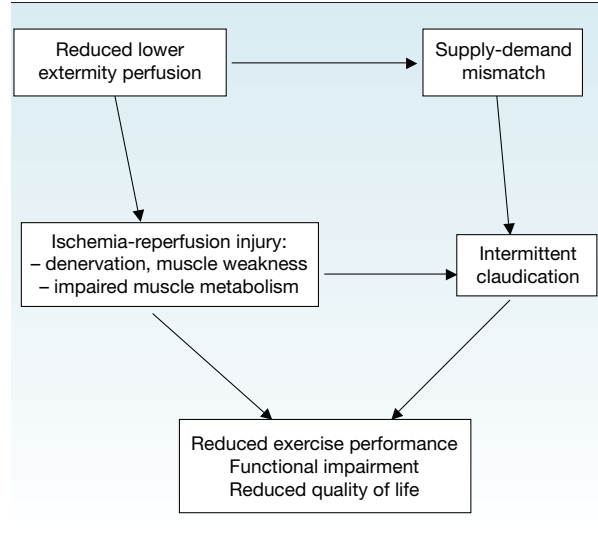 Reduced lower
extermity perfusion
Supply-demand
mismatch
Ischemia-reperfusion injury:
– denervation, muscle weakness
– impaired muscle metabolism
Intermittent
claudication
Reduced exercise performance
Functional impairment
Reduced quality of life